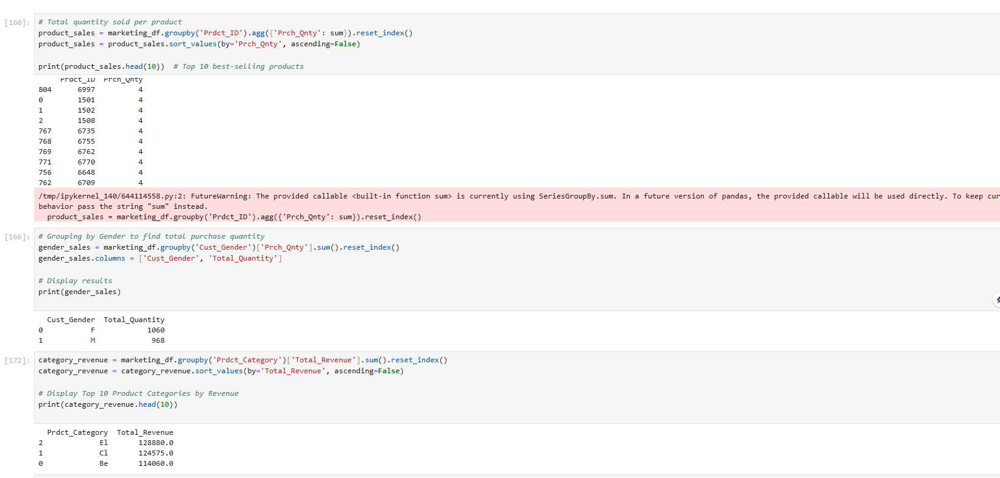 [160]:
# Total quantity sold per product
product_sales = marketing_df.groupby('Prdct_ID').agg({'Prch_Qnty': sum}).reset_index()
product_sales = product_sales.sort_values(by='Prch_Qnty', ascending=False)
print(product_sales.head(10))  # Top 10 best-selling products
Prdct_ID Prch_Qnty
804 6997 4
0 1501 4
1 1502 4
2 1508 4
767 6735 4
768 6755 4
769 6762 4
771 6770 4
756 6648 4
762 6709 4
/tmp/ipykernel_140/644114558.py:2: FutureWarning: The provided callable <built-in function sum> is currently using SeriesGroupBy.sum. In a future version of pandas, the provided callable will be used directly. To keep cur
behavior pass the string "sum" instead.
product_sales = marketing_df.groupby('Prdct_ID').agg({'Prch_Qnty': sum}).reset_index()
[166]:
# Grouping by Gender to find total purchase quantity
gender_sales = marketing_df.groupby('Cust_Gender')['Prch_Qnty'].sum().reset_index()
gender_sales.columns = ['Cust_Gender', 'Total_Quantity']
# Display results
print(gender_sales)
Cust_Gender Total_Quantity
0 F 1060
1 M 968
[172]:
category_revenue = marketing_df.groupby('Prdct_Category')['Total_Revenue'].sum().reset_index()
category_revenue = category_revenue.sort_values(by='Total_Revenue', ascending=False)
# Display Top 10 Product Categories by Revenue
print(category_revenue.head(10))
Prdct_Category Total_Revenue
2 El 128880.0
1 Cl 124575.0
0 Be 114060.0